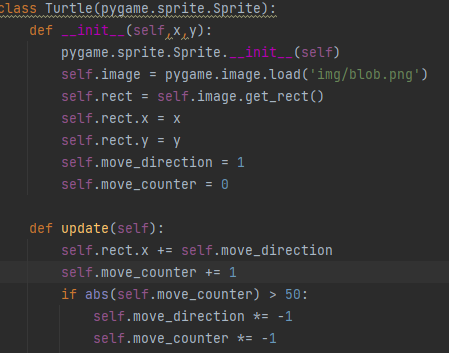 class Turtle(pygame.sprite.Sprite):
    def __init__(self,x,y):
        pygame.sprite.Sprite.__init__(self)
        self.image = pygame.image.load('img/blob.png')
        self.rect = self.image.get_rect()
        self.rect.x = x
        self.rect.y = y
        self.move_direction = 1
        self.move_counter = 0

    def update(self):
        self.rect.x += self.move_direction
        self.move_counter += 1
        if abs(self.move_counter) > 50:
            self.move_direction *= -1
            self.move_counter *= -1